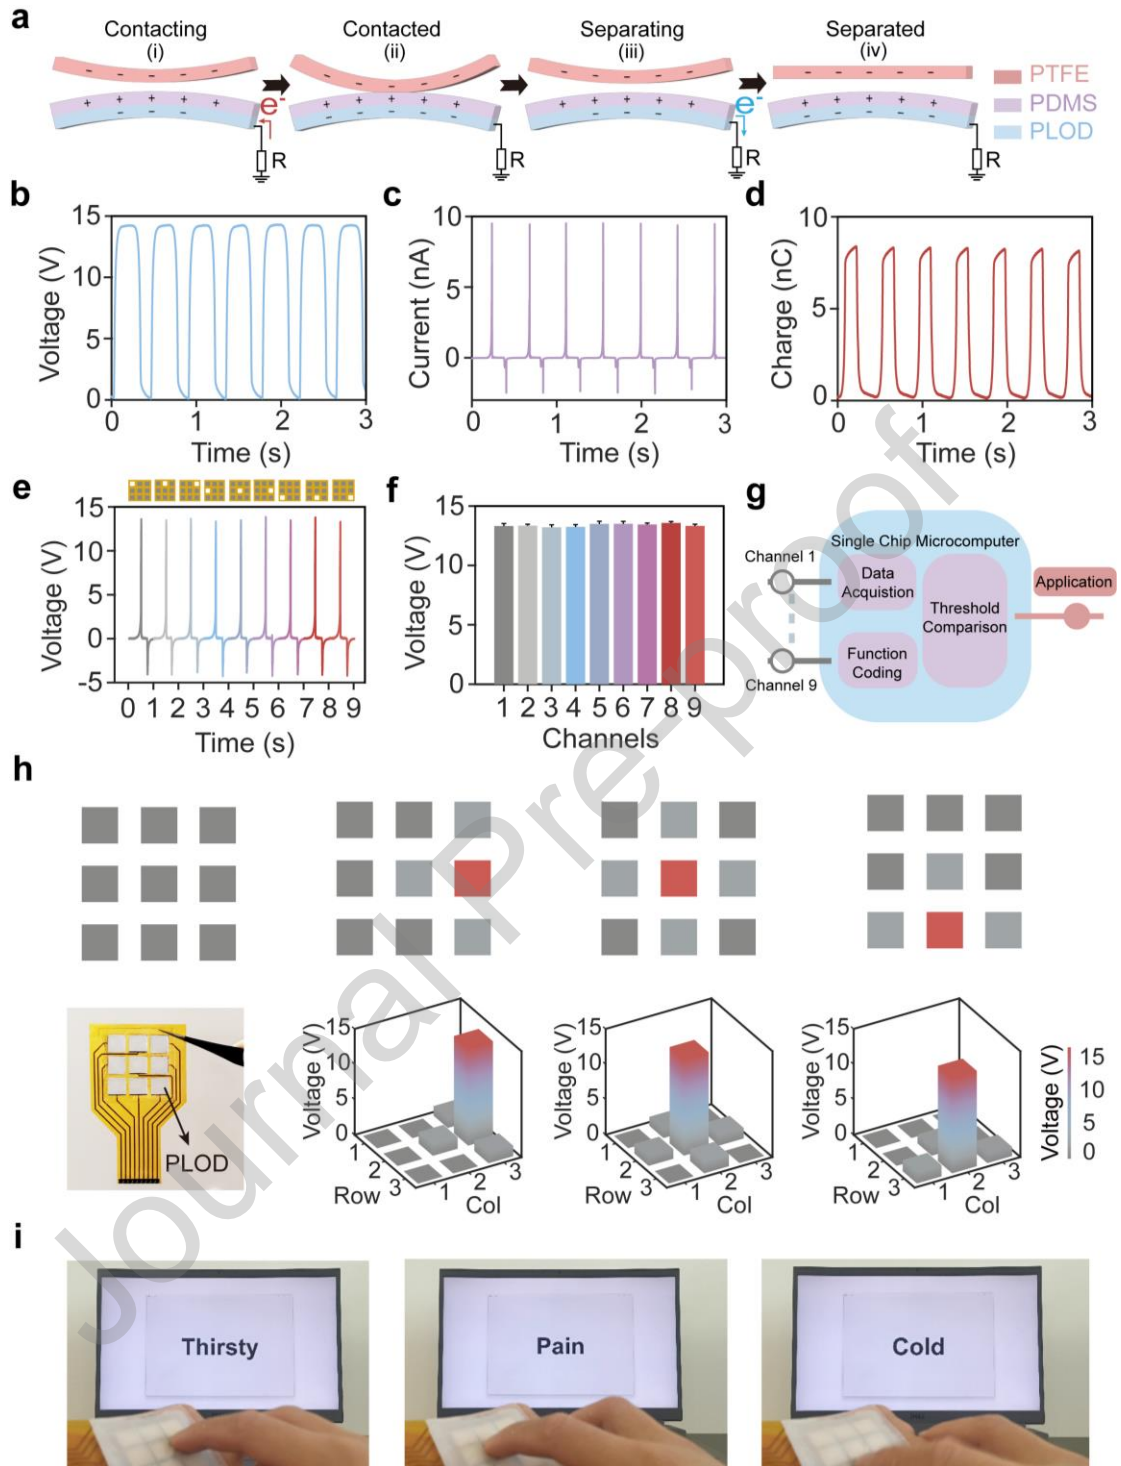 a
Contacting
(i)
Contacted
(ii)
Separating
(iii)
Separated
(iv)
- - - - -
+ + + + +
- - - -
e-
R
- - - - -
+ + + + +
- - - -
R
- - - - -
+ + + + +
- - - -
e-
R
- - - - -
+ + + + +
- - - -
R
PTFE
PDMS
PLOD
b
Voltage (V)
15
10
5
0
0 1 2 3
Time (s)
c
Current (nA)
10
5
0
0 1 2 3
Time (s)
d
Charge (nC)
10
5
0
0 1 2 3
Time (s)
e
Voltage (V)
15
10
5
0
-5
0 1 2 3 4 5 6 7 8 9
Time (s)
f
Voltage (V)
15
10
5
0
1 2 3 4 5 6 7 8 9
Channels
g
Single Chip Microcomputer
Channel 1
Data
Acquistion
Threshold
Comparison
Function
Coding
Channel 9
Application
h
PLOD
Voltage (V)
15
10
5
0
1
2
3
Row
1
2
3
Col
Voltage (V)
15
10
5
0
1
2
3
Row
1
2
3
Col
Voltage (V)
15
10
5
0
1
2
3
Row
1
2
3
Col
Voltage (V)
15
10
5
0
i
Thirsty
Pain
Cold
Journal Pre-proof